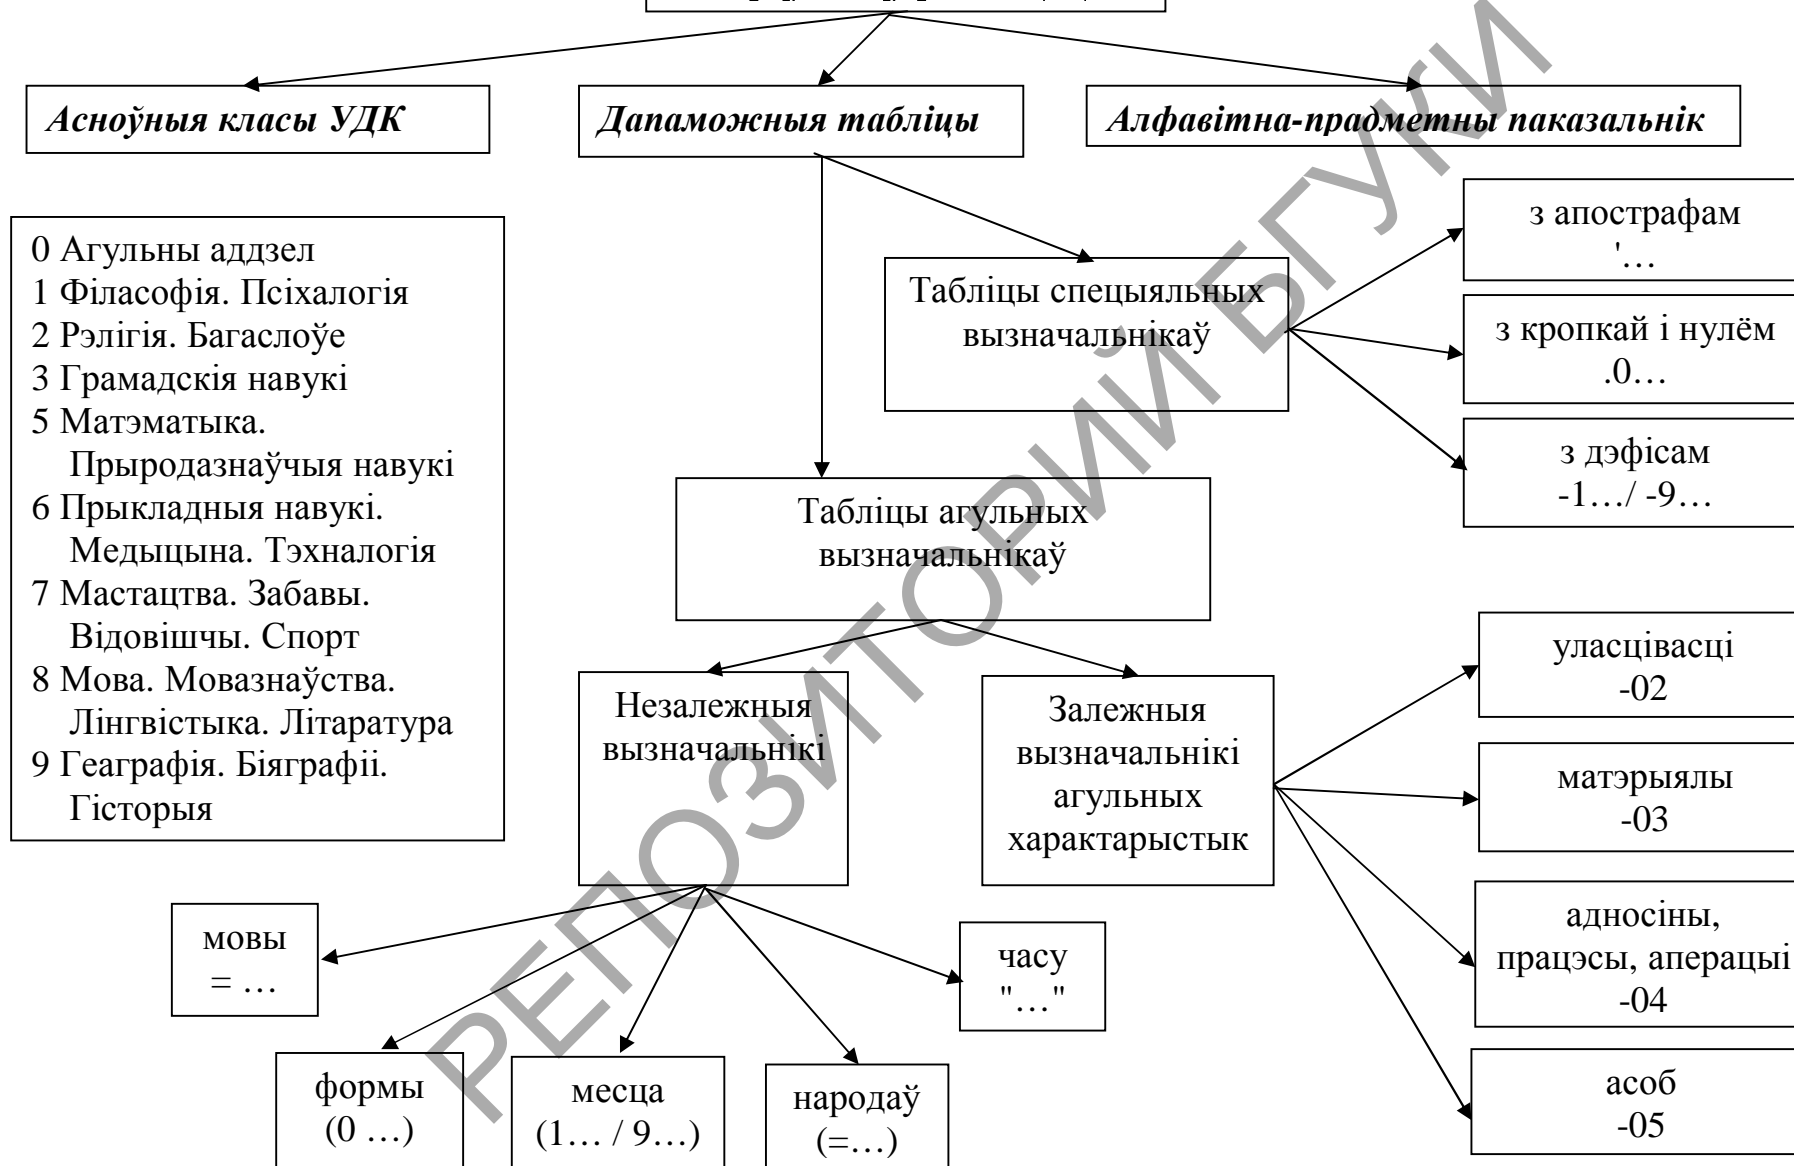 Асноўныя класы УДК
Дапаможныя табліцы
Алфавітна-прадметны паказальнік
0 Агульны аддзел
1 Філасофія. Псіхалогія
2 Рэлігія. Багаслоўе
3 Грамадскія навукі
5 Матэматыка.
Прыродазнаўчыя навукі
6 Прыкладныя навукі.
Медыцына. Тэхналогія
7 Мастацтва. Забавы.
Відовішчы. Спорт
8 Мова. Мовазнаўства.
Лінгвістыка. Літаратура
9 Геаграфія. Біяграфіі.
Гісторыя
Табліцы спецыяльных
вызначальнікаў
з апострафам
'…
з кропкай і нулём
.0…
з дэфісам
-1…/ -9…
Табліцы агульных
вызначальнікаў
Незалежныя
вызначальнікі
Залежныя
вызначальнікі
агульных
характарыстык
уласцівасці
-02
матэрыялы
-03
адносіны,
працэсы, аперацыі
-04
асоб
-05
мовы
= …
формы
(0 …)
месца
(1… / 9…)
народаў
(=…)
часу
"…"
РЕПОЗИТОРИЙ БГУКИ